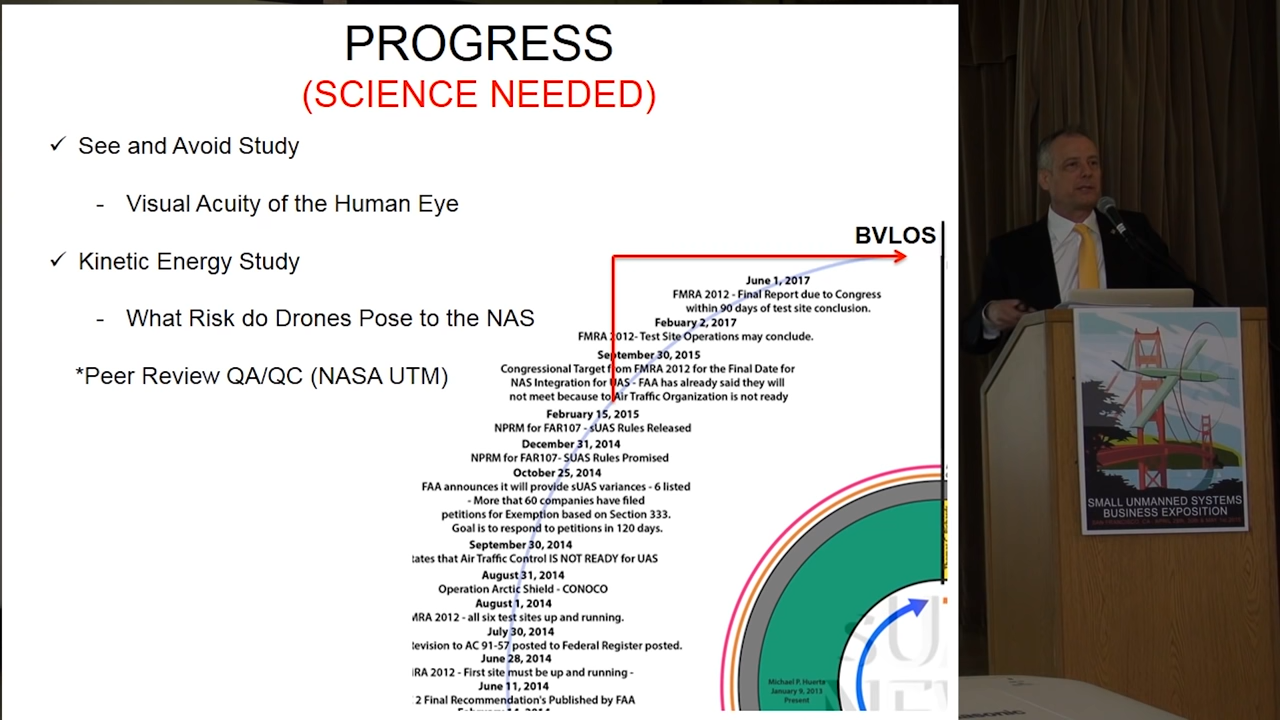 PROGRESS
(SCIENCE NEEDED)
✓ See and Avoid Study
- Visual Acuity of the Human Eye
✓ Kinetic Energy Study
- What Risk do Drones Pose to the NAS
*Peer Review QA/QC (NASA UTM)
BVLOS
June 1, 2017
FMRA 2012 - Final Report due to Congress
within 90 days of test site conclusion.
Febuary 2, 2017
FMRA 2012- Test Site Operations may conclude.
September 30, 2015
Congressional Target from FMRA 2012 for the Final Date for
NAS Integration for UAS - FAA has already said they will
not meet because to Air Traffic Organization is not ready
February 15, 2015
NPRM for FAR107 - sUAS Rules Released
December 31, 2014
NPRM for FAR107- SUAS Rules Promised
October 25, 2014
FAA announces it will provide sUAS variances - 6 listed
- More that 60 companies have filed
petitions for Exemption based on Section 333.
Goal is to respond to petitions in 120 days.
September 30, 2014
ates that Air Traffic Control IS NOT READY for UAS
August 31, 2014
Operation Arctic Shield - CONOCO
August 1, 2014
MRA 2012 - all six test sites up and running.
July 30, 2014
evision to AC 91-57 posted to Federal Register posted.
June 28, 2014
RA 2012 - First site must be up and running -
June 11, 2014
2 Final Recommendation's Published by FAA
Michael P. Huerta
January 9, 2013
Present
SMALL UNMANNED SYSTEMS
BUSINESS EXPOSITION